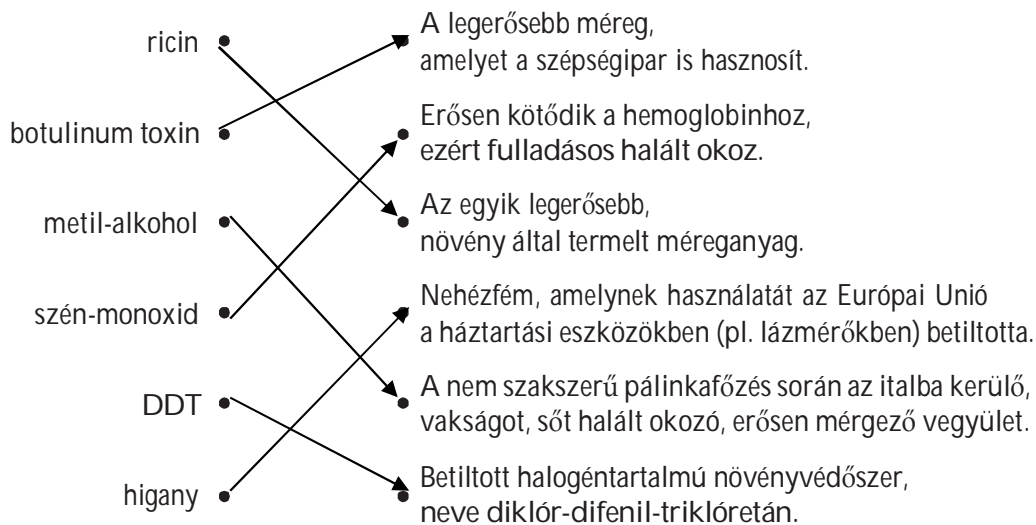 ricin
botulinum toxin
metil-alkohol
szén-monoxid
DDT
higany
A legerősebb méreg,
amelyet a szépségipar is hasznosít.
Erősen kötődik a hemoglobinhoz,
ezért fulladásos halált okoz.
Az egyik legerősebb,
növény által termelt méreganyag.
Nehézfém, amelynek használatát az Európai Unió
a háztartási eszközökben (pl. lázmérőkben) betiltotta.
A nem szakszerű pálinkafőzés során az italba kerülő,
vakságot, sőt halált okozó, erősen mérgező vegyület.
Betiltott halogéntartalmú növényvédőszer,
neve diklór-difenil-triklóretán.